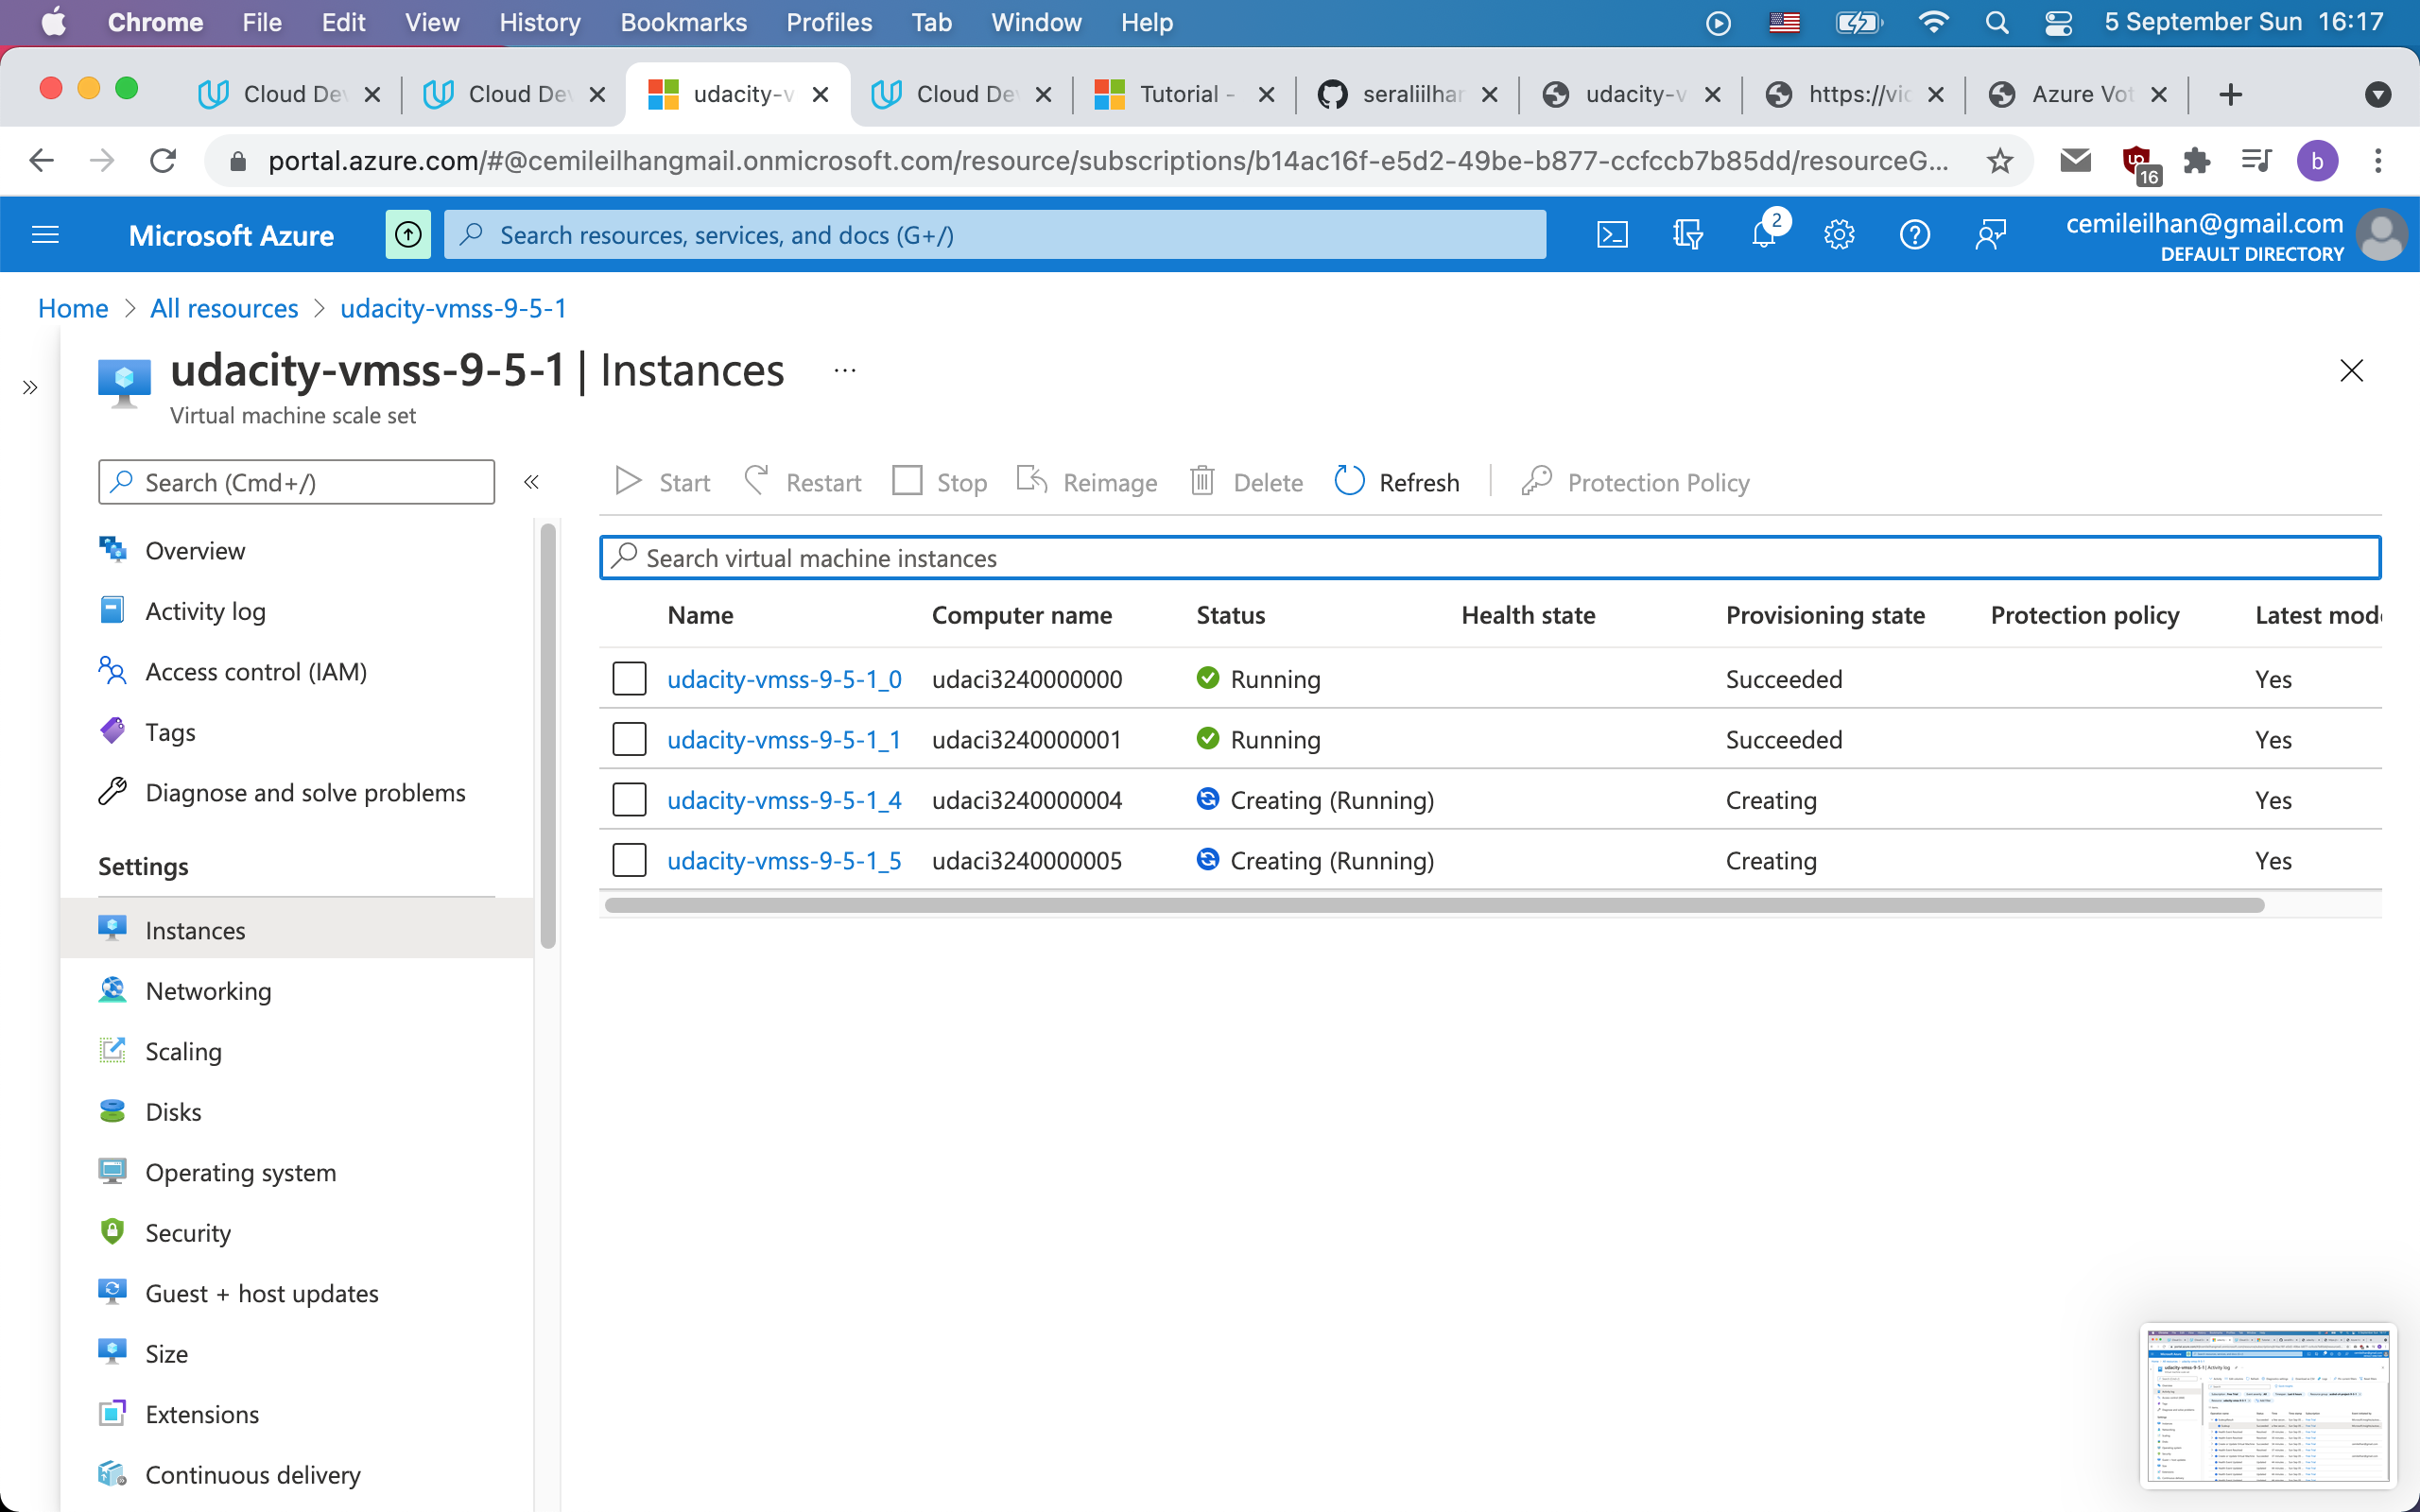 Chrome File Edit View History Bookmarks Profiles Tab Window Help 5 September Sun 16:17
Cloud De Cloud De udacity-v Cloud De Tutorial - seraliilhan udacity-v https://vic Azure Vot
portal.azure.com/#@cemileilhangmail.onmicrosoft.com/resource/subscriptions/b14ac16f-e5d2-49be-b877-ccfccb7b85dd/resourceG... 16 b
Microsoft Azure Search resources, services, and docs (G+/) 2 cemileilhan@gmail.com
DEFAULT DIRECTORY
Home > All resources > udacity-vmss-9-5-1
udacity-vmss-9-5-1 | Instances ...
Virtual machine scale set
Search (Cmd+/) « Start Restart Stop Reimage Delete Refresh Protection Policy
Search virtual machine instances
Name Computer name Status Health state Provisioning state Protection policy Latest mode
udacity-vmss-9-5-1_0 udaci3240000000 Running Succeeded Yes
udacity-vmss-9-5-1_1 udaci3240000001 Running Succeeded Yes
udacity-vmss-9-5-1_4 udaci3240000004 Creating (Running) Creating Yes
udacity-vmss-9-5-1_5 udaci3240000005 Creating (Running) Creating Yes
Overview
Activity log
Access control (IAM)
Tags
Diagnose and solve problems
Settings
Instances
Networking
Scaling
Disks
Operating system
Security
Guest + host updates
Size
Extensions
Continuous delivery